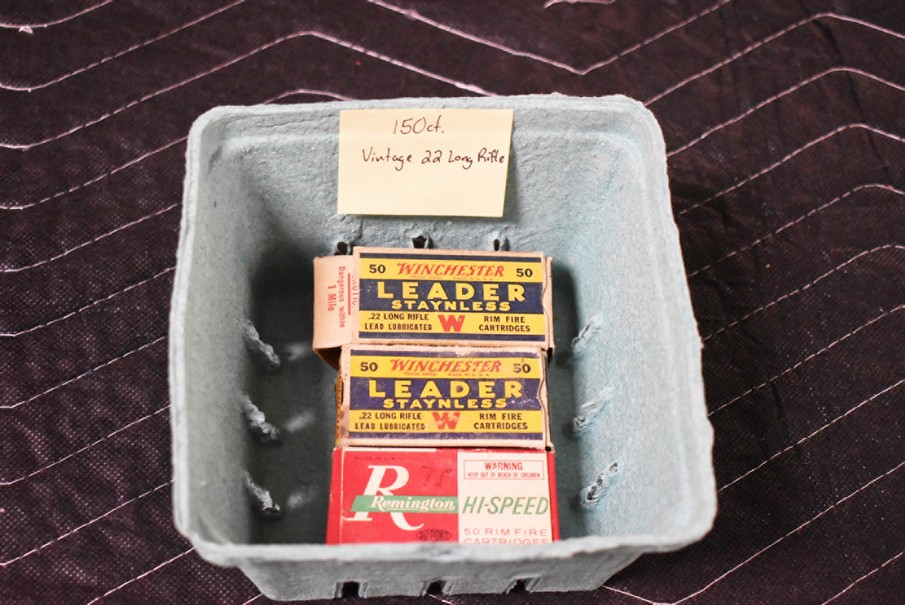 150ct.
Vintage 22 Long Rifle
Dangerous within
1 Mile
50 WINCHESTER 50
LEADER
STAYNLESS
.22 LONG RIFLE
LEAD LUBRICATED
W
RIM FIRE
CARTRIDGES
50 WINCHESTER 50
LEADER
STAYNLESS
.22 LONG RIFLE
LEAD LUBRICATED
W
RIM FIRE
CARTRIDGES
R
Remington
DUPONT
WARNING
KEEP OUT OF REACH OF CHILDREN
HI-SPEED
50 RIM FIRE
CARTRIDGES